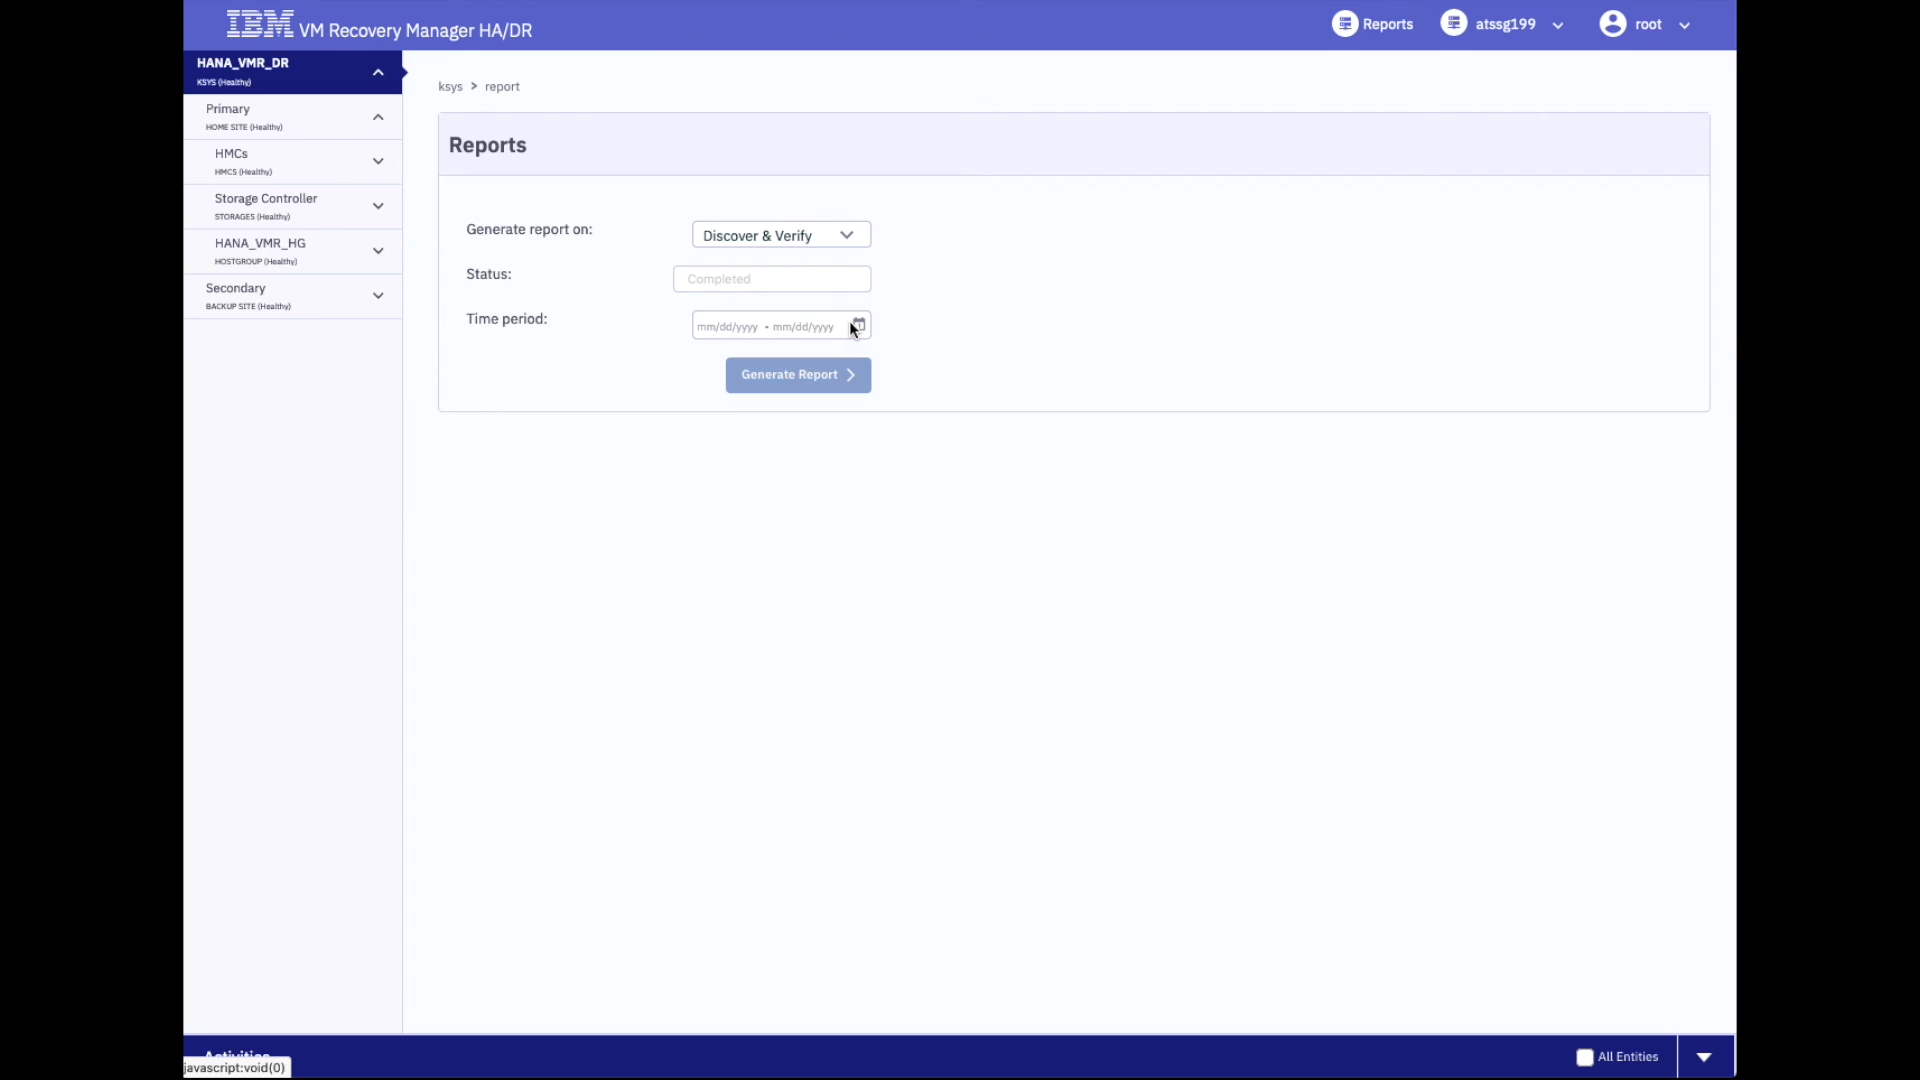 IBM VM Recovery Manager HA/DR
Reports
atssg199
root
HANA_VMR_DR
KSYS (Healthy)
Primary
HOME SITE (Healthy)
HMCs
HMCS (Healthy)
Storage Controller
STORAGES (Healthy)
HANA_VMR_HG
HOSTGROUP (Healthy)
Secondary
BACKUP SITE (Healthy)
ksys > report
Reports
Generate report on:
Discover & Verify
Status:
Completed
Time period:
mm/dd/yyyy - mm/dd/yyyy
Generate Report
Activities
All Entities
javascript:void(0)